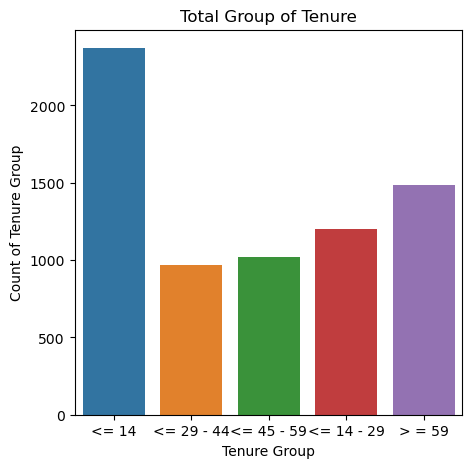 Total Group of Tenure
Count of Tenure Group
2000
1500
1000
500
0
<= 14
<= 29 - 44
<= 45 - 59
<= 14 - 29
> = 59
Tenure Group